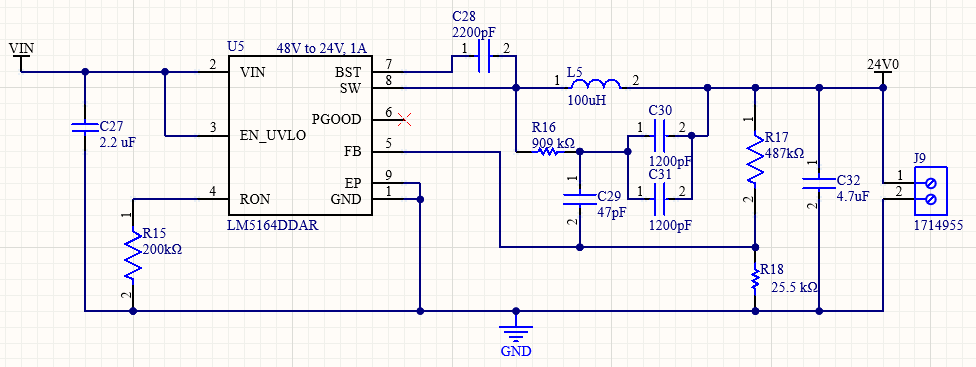 C28
2200pF
1 2
VIN
U5 48V to 24V, 1A
2 VIN BST 7
SW 8
PGOOD 6
3 EN_UVLO
FB 5
EP 9
4 RON GND 1
LM5164DDAR
C27
2.2 uF
1
R15
200kΩ
2
1 L5 2
100uH
R16
909 kΩ
C30
1 2
1200pF
C31
1 2
1200pF
1
C29
47pF
2
1
R17
487kΩ
2
R18
25.5 kΩ
1
C32
4.7uF
2
24V0
J9
1
2
1714955
GND